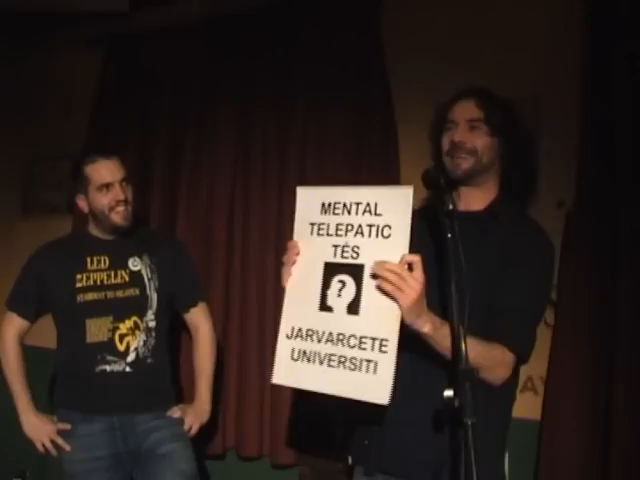 LED
ZEPPELIN
STAIRWAY TO HEAVEN
MENTAL
TELEPATIC
TÉS
?
JARVARCETE
UNIVERSITI